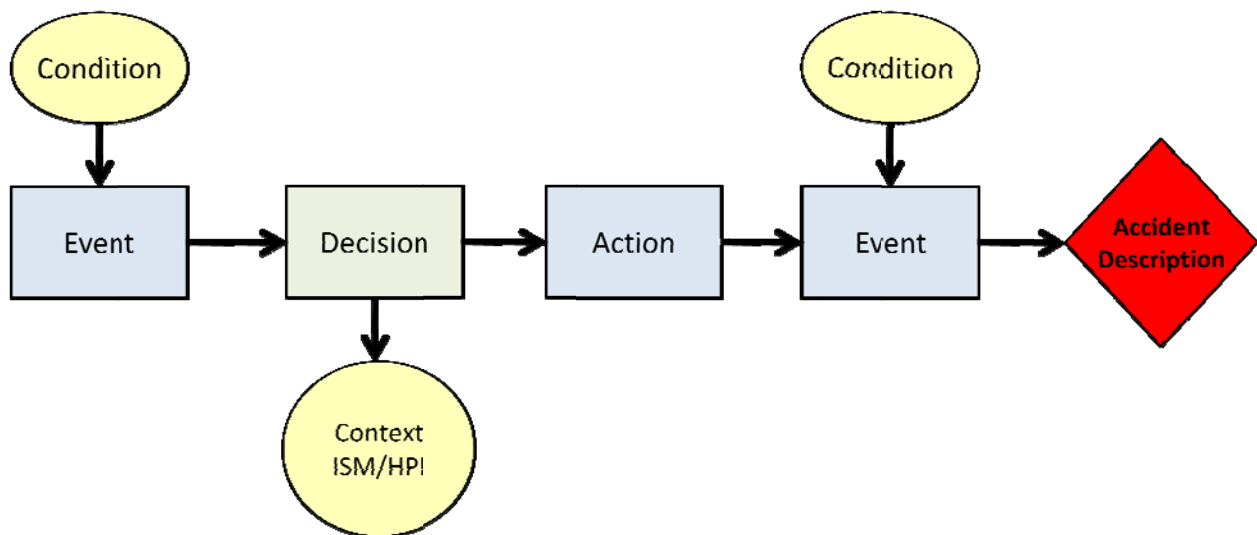 Condition
Condition
Event
Decision
Action
Event
Accident
Description
Context
ISM/HPI